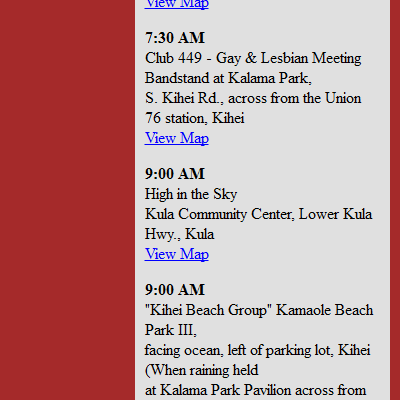 View Map
7:30 AM
Club 449 - Gay & Lesbian Meeting
Bandstand at Kalama Park,
S. Kihei Rd., across from the Union
76 station, Kihei
View Map
9:00 AM
High in the Sky
Kula Community Center, Lower Kula
Hwy., Kula
View Map
9:00 AM
"Kihei Beach Group" Kamaole Beach
Park III,
facing ocean, left of parking lot, Kihei
(When raining held
at Kalama Park Pavilion across from